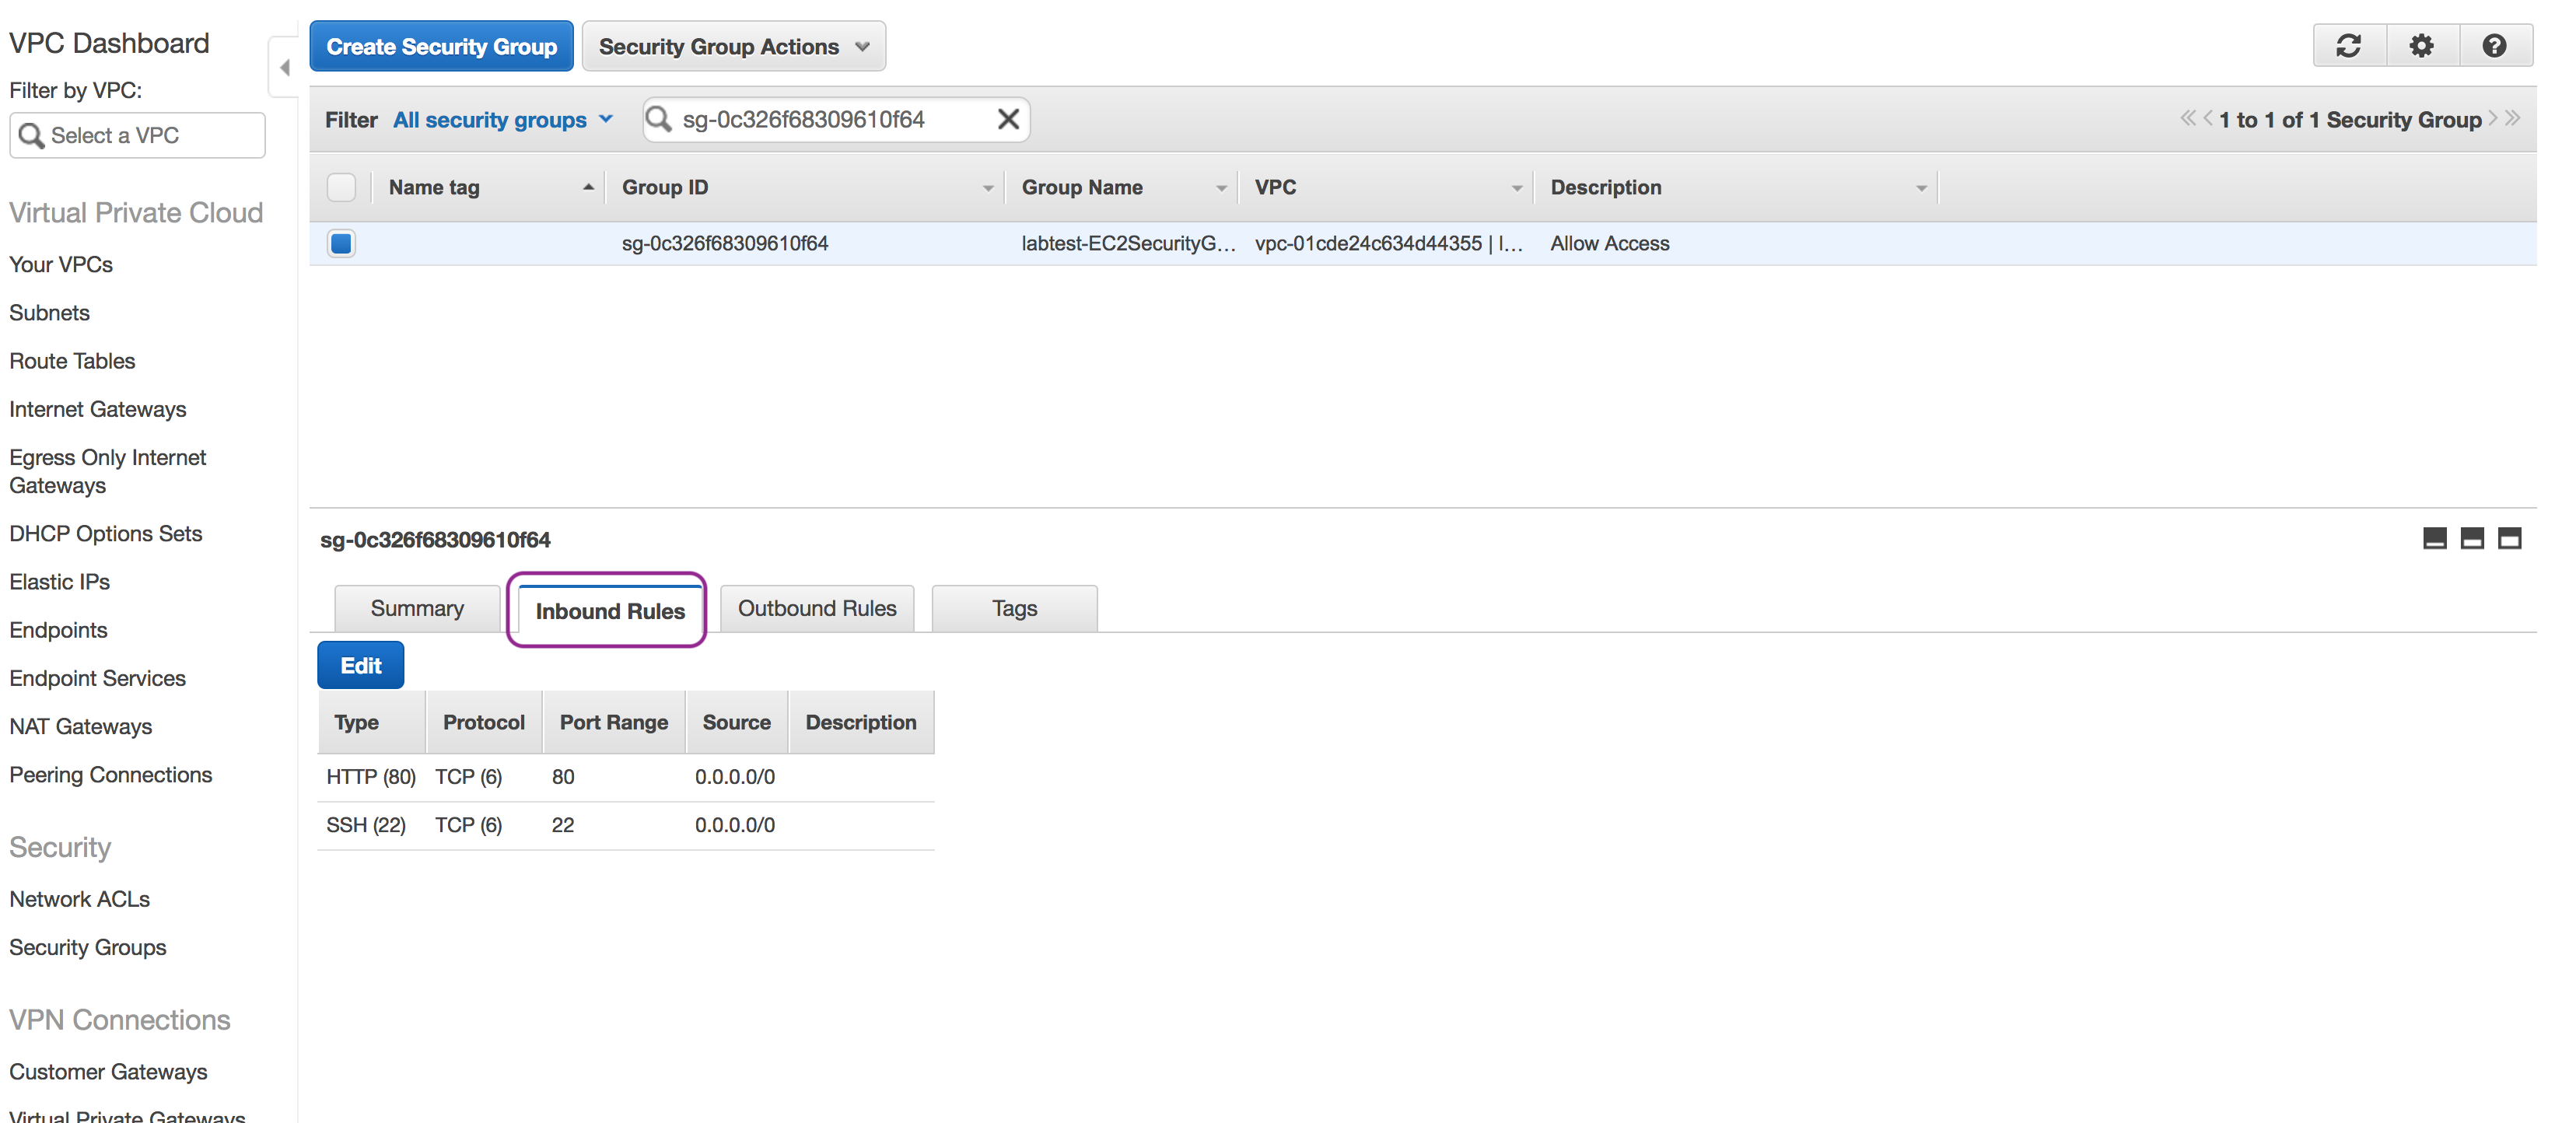 VPC Dashboard
Filter by VPC:
Select a VPC
Virtual Private Cloud
Your VPCs
Subnets
Route Tables
Internet Gateways
Egress Only Internet
Gateways
DHCP Options Sets
Elastic IPs
Endpoints
Endpoint Services
NAT Gateways
Peering Connections
Security
Network ACLs
Security Groups
VPN Connections
Customer Gateways
Virtual Private Gateways
Create Security Group Security Group Actions
Filter All security groups sg-0c326f68309610f64 1 to 1 of 1 Security Group
Name tag Group ID Group Name VPC Description
sg-0c326f68309610f64 labtest-EC2SecurityG... vpc-01cde24c634d44355 | l... Allow Access
sg-0c326f68309610f64
Summary Inbound Rules Outbound Rules Tags
Edit
Type Protocol Port Range Source Description
HTTP (80) TCP (6) 80 0.0.0.0/0
SSH (22) TCP (6) 22 0.0.0.0/0